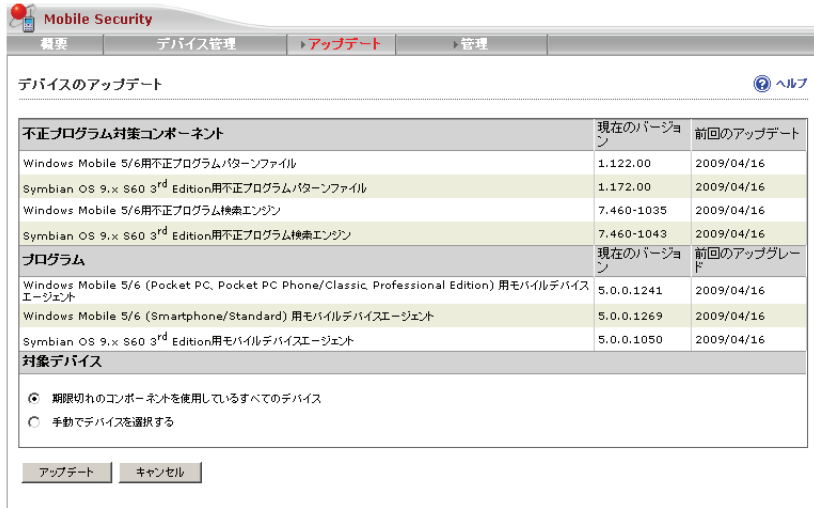 Mobile Security
概要 デバイス管理 アップデート 管理
デバイスのアップデート ヘルプ
不正プログラム対策コンポーネント 現在のバージョン 前回のアップデート
Windows Mobile 5/6用不正プログラムパターンファイル 1.122.00 2009/04/16
Symbian OS 9.x S60 3rd Edition用不正プログラムパターンファイル 1.172.00 2009/04/16
Windows Mobile 5/6用不正プログラム検索エンジン 7.460-1035 2009/04/16
Symbian OS 9.x S60 3rd Edition用不正プログラム検索エンジン 7.460-1043 2009/04/16
プログラム 現在のバージョン 前回のアップグレード
Windows Mobile 5/6 (Pocket PC, Pocket PC Phone/Classic, Professional Edition) 用モバイルデバイスエージェント 5.0.0.1241 2009/04/16
Windows Mobile 5/6 (Smartphone/Standard) 用モバイルデバイスエージェント 5.0.0.1269 2009/04/16
Symbian OS 9.x S60 3rd Edition用モバイルデバイスエージェント 5.0.0.1050 2009/04/16
対象デバイス
期限切れのコンポーネントを使用しているすべてのデバイス
手動でデバイスを選択する
アップデート キャンセル